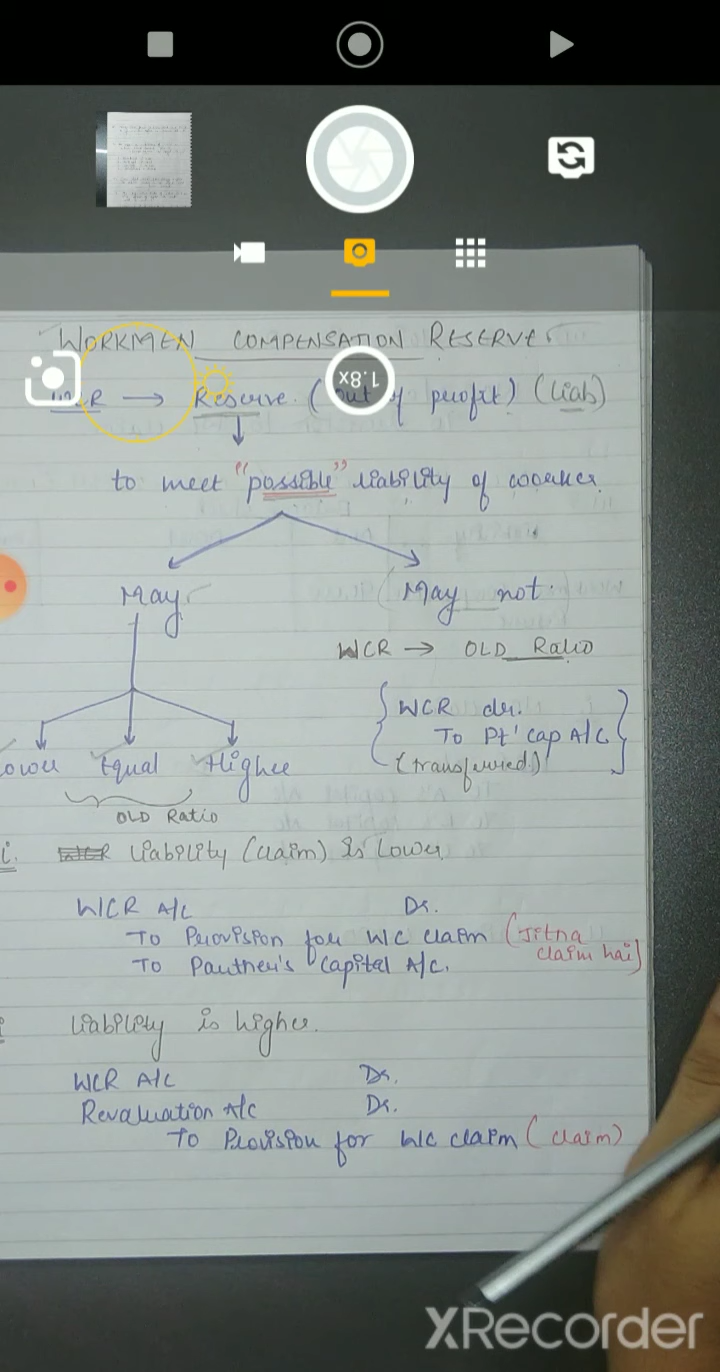 WORKMEN COMPENSATION RESERVE
1.8X
WCR → Reserve (out of profit) (liab)
to meet "possible" liability of worker
May
May not.
WCR → OLD Ratio
WCR dr.
To Pt' cap A/C
(transferred)
Lower Equal Higher
OLD Ratio
i. Liability (claim) Is Lower
WCR A/C Dr.
To Provision for WC claim (Jitna claim hai)
To Partner's Capital A/C.
Liability is higher.
WCR A/C Dr.
Revaluation A/C Dr.
To Provision for WC claim (claim)
XRecorder